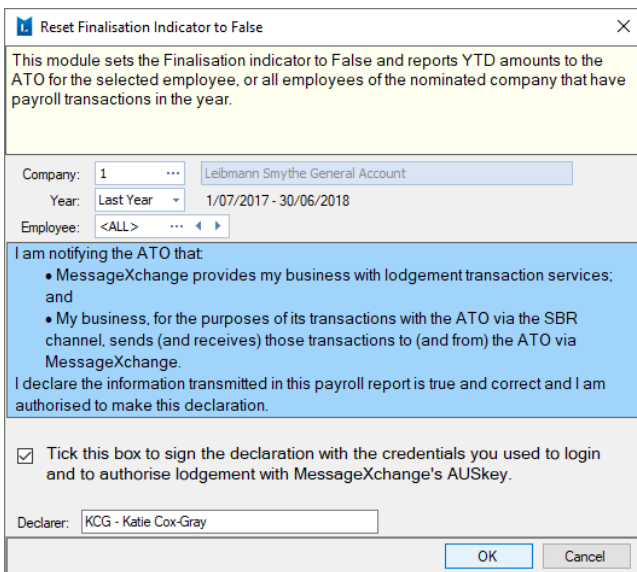 Reset Finalisation Indicator to False
This module sets the Finalisation indicator to False and reports YTD amounts to the
ATO for the selected employee, or all employees of the nominated company that have
payroll transactions in the year.
Company: 1 ... Leibmann Smythe General Account
Year: Last Year 1/07/2017 - 30/06/2018
Employee: <ALL> ...
I am notifying the ATO that:
• MessageXchange provides my business with lodgement transaction services;
and
• My business, for the purposes of its transactions with the ATO via the SBR
channel, sends (and receives) those transactions to (and from) the ATO via
MessageXchange.
I declare the information transmitted in this payroll report is true and correct and I am
authorised to make this declaration.
Tick this box to sign the declaration with the credentials you used to login
and to authorise lodgement with MessageXchange's AUSkey.
Declarer: KCG - Katie Cox-Gray
OK Cancel